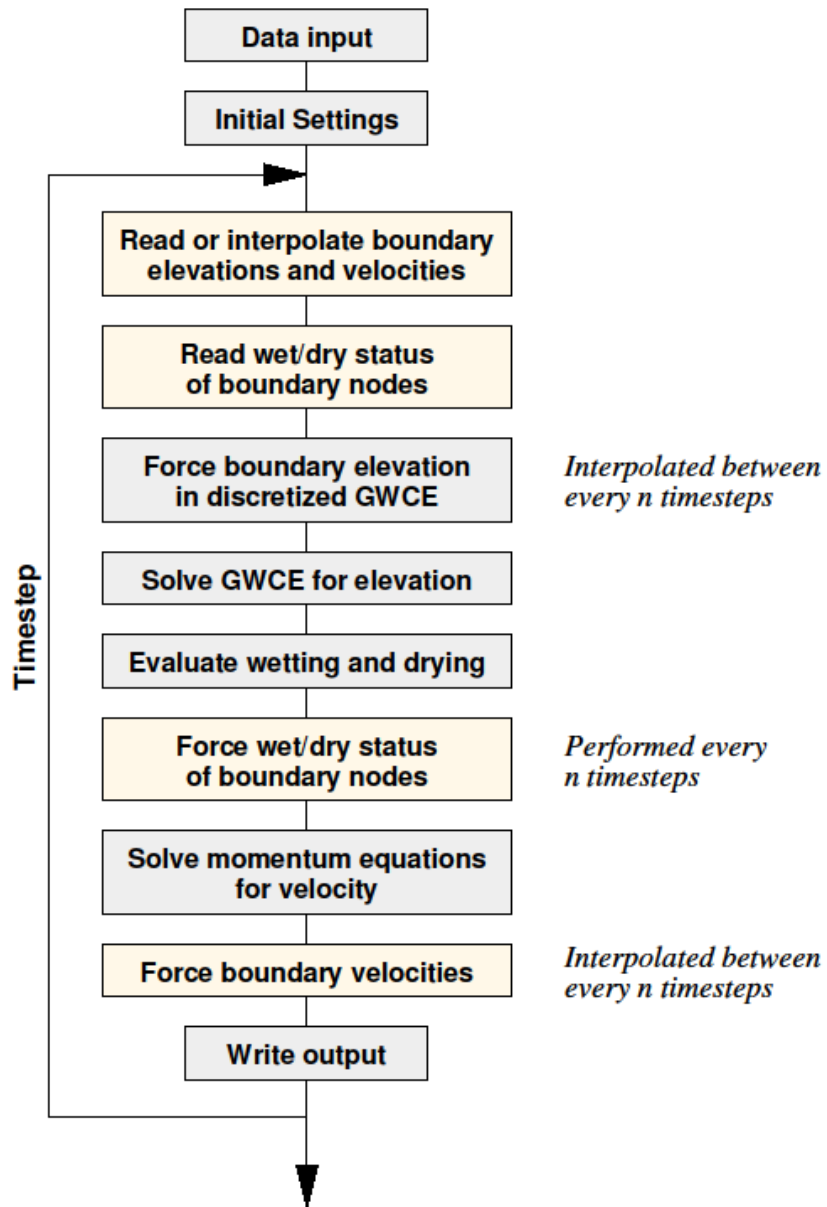 Data input
Initial Settings
Read or interpolate boundary
elevations and velocities
Read wet/dry status
of boundary nodes
Force boundary elevation
in discretized GWCE
Interpolated between
every n timesteps
Solve GWCE for elevation
Timestep
Evaluate wetting and drying
Force wet/dry status
of boundary nodes
Performed every
n timesteps
Solve momentum equations
for velocity
Force boundary velocities
Interpolated between
every n timesteps
Write output